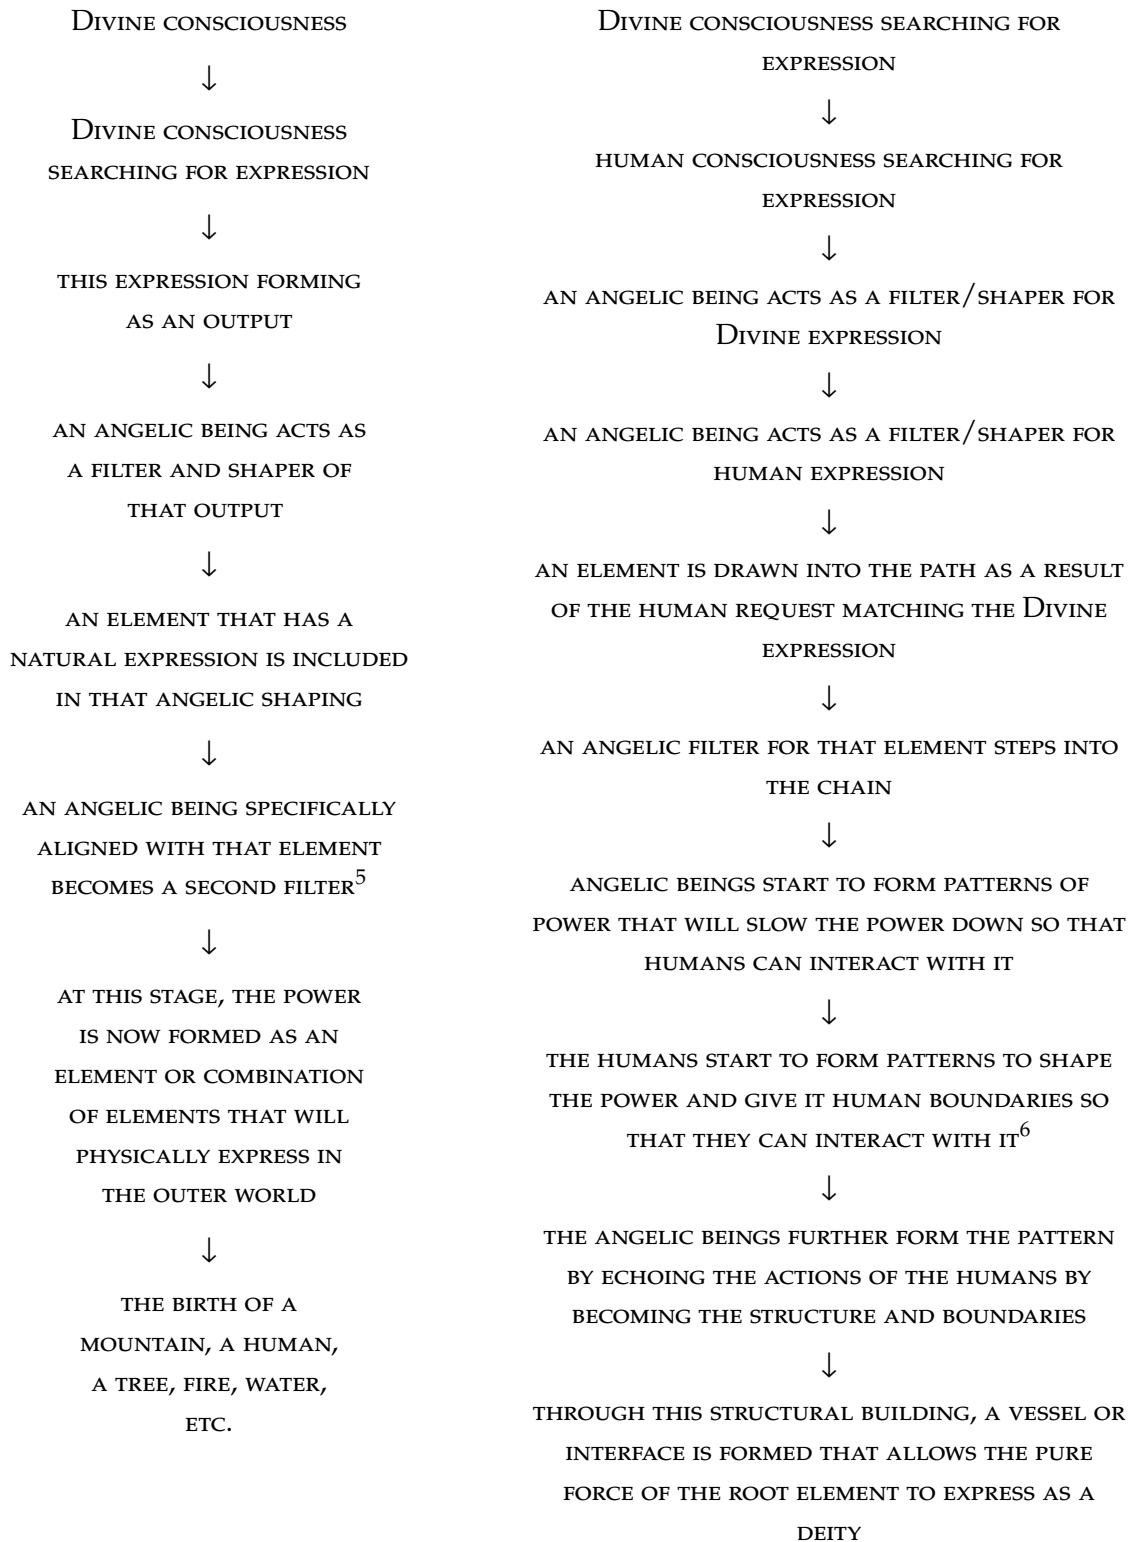 Divine consciousness
↓
Divine consciousness
searching for expression
↓
this expression forming
as an output
↓
an angelic being acts as
a filter and shaper of
that output
↓
an element that has a
natural expression is included
in that angelic shaping
↓
an angelic being specifically
aligned with that element
becomes a second filter5
↓
at this stage, the power
is now formed as an
element or combination
of elements that will
physically express in
the outer world
↓
the birth of a
mountain, a human,
a tree, fire, water,
etc.
Divine consciousness searching for
expression
↓
human consciousness searching for
expression
↓
an angelic being acts as a filter/shaper for
Divine expression
↓
an angelic being acts as a filter/shaper for
human expression
↓
an element is drawn into the path as a result
of the human request matching the Divine
expression
↓
an angelic filter for that element steps into
the chain
↓
angelic beings start to form patterns of
power that will slow the power down so that
humans can interact with it
↓
the humans start to form patterns to shape
the power and give it human boundaries so
that they can interact with it6
↓
the angelic beings further form the pattern
by echoing the actions of the humans by
becoming the structure and boundaries
↓
through this structural building, a vessel or
interface is formed that allows the pure
force of the root element to express as a
deity